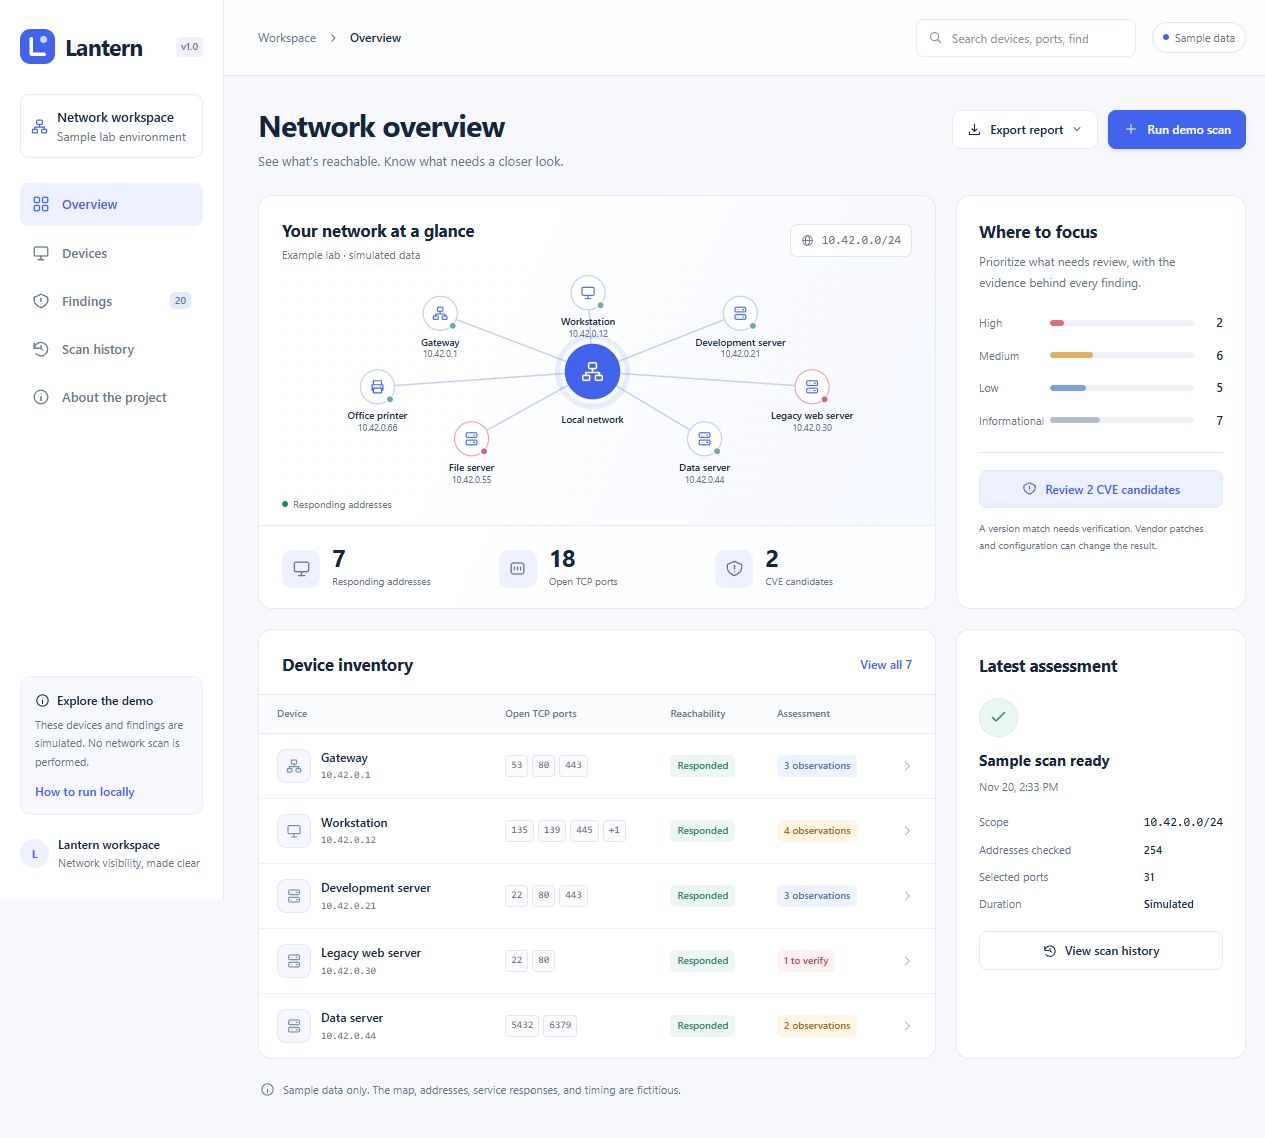 Lantern
v1.0
Network workspace
Sample lab environment
Overview
Devices
Findings
20
Scan history
About the project
Explore the demo
These devices and findings are
simulated. No network scan is
performed.
How to run locally
L
Lantern workspace
Network visibility, made clear
Workspace
Overview
Search devices, ports, find
Sample data
Network overview
See what's reachable. Know what needs a closer look.
Export report
Run demo scan
Your network at a glance
Example lab · simulated data
10.42.0.0/24
Workstation
10.42.0.12
Gateway
10.42.0.1
Development server
10.42.0.21
Office printer
10.42.0.66
Local network
Legacy web server
10.42.0.30
File server
10.42.0.55
Data server
10.42.0.44
Responding addresses
7
Responding addresses
18
Open TCP ports
2
CVE candidates
Where to focus
Prioritize what needs review, with the
evidence behind every finding.
High 2
Medium 6
Low 5
Informational 7
Review 2 CVE candidates
A version match needs verification. Vendor patches
and configuration can change the result.
Device inventory
View all 7
Device Open TCP ports Reachability Assessment
Gateway
10.42.0.1
53 80 443
Responded
3 observations
Workstation
10.42.0.12
135 139 445 +1
Responded
4 observations
Development server
10.42.0.21
22 80 443
Responded
3 observations
Legacy web server
10.42.0.30
22 80
Responded
1 to verify
Data server
10.42.0.44
5432 6379
Responded
2 observations
Latest assessment
Sample scan ready
Nov 20, 2:33 PM
Scope 10.42.0.0/24
Addresses checked 254
Selected ports 31
Duration Simulated
View scan history
Sample data only. The map, addresses, service responses, and timing are fictitious.